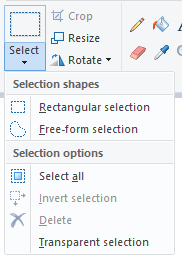 Crop
Select
Resize
Rotate
Selection shapes
Rectangular selection
Free-form selection
Selection options
Select all
Invert selection
Delete
Transparent selection